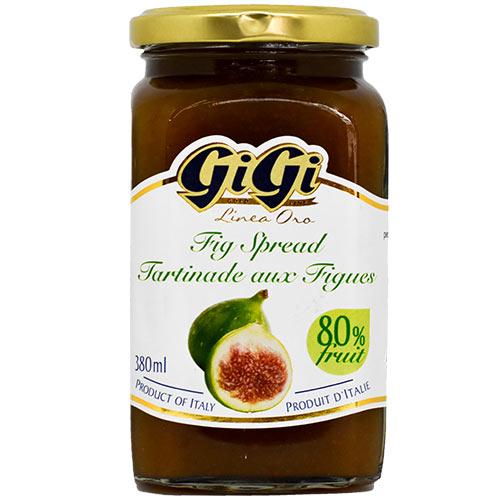 GiGi
Linea Oro
Fig Spread
Tartinade aux Figues
80%
fruit
380ml
PRODUCT OF ITALY
PRODUIT D'ITALIE